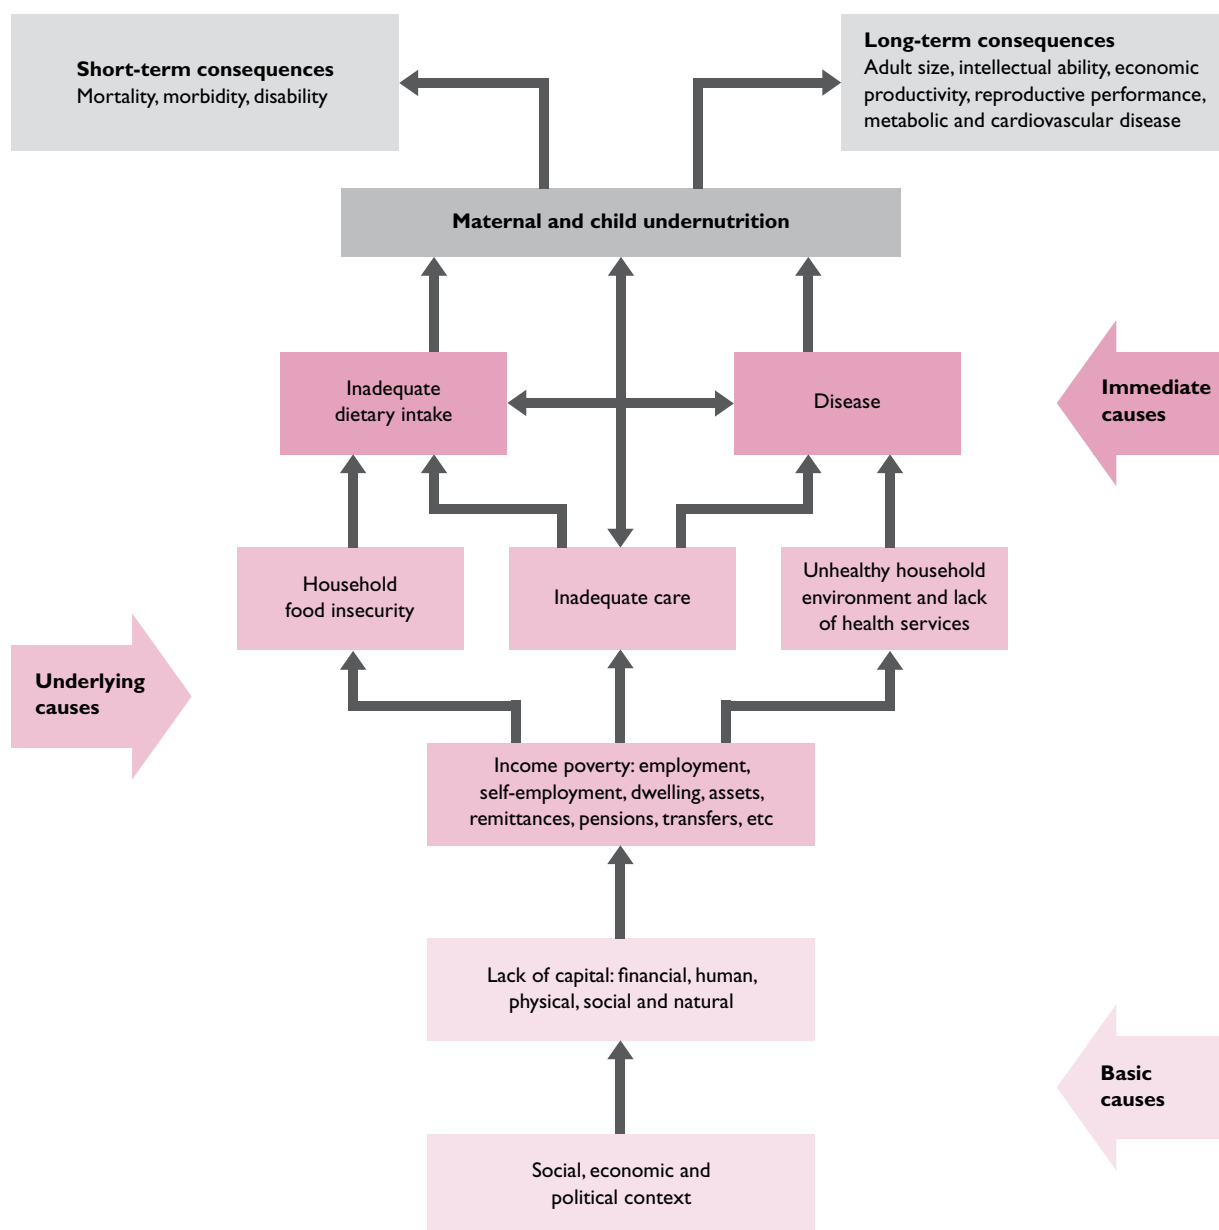 Short-term consequences
Mortality, morbidity, disability
Long-term consequences
Adult size, intellectual ability, economic
productivity, reproductive performance,
metabolic and cardiovascular disease
Maternal and child undernutrition
Inadequate
dietary intake
Disease
Immediate
causes
Household
food insecurity
Inadequate care
Unhealthy household
environment and lack
of health services
Underlying
causes
Income poverty: employment,
self-employment, dwelling, assets,
remittances, pensions, transfers, etc
Lack of capital: financial, human,
physical, social and natural
Basic
causes
Social, economic and
political context